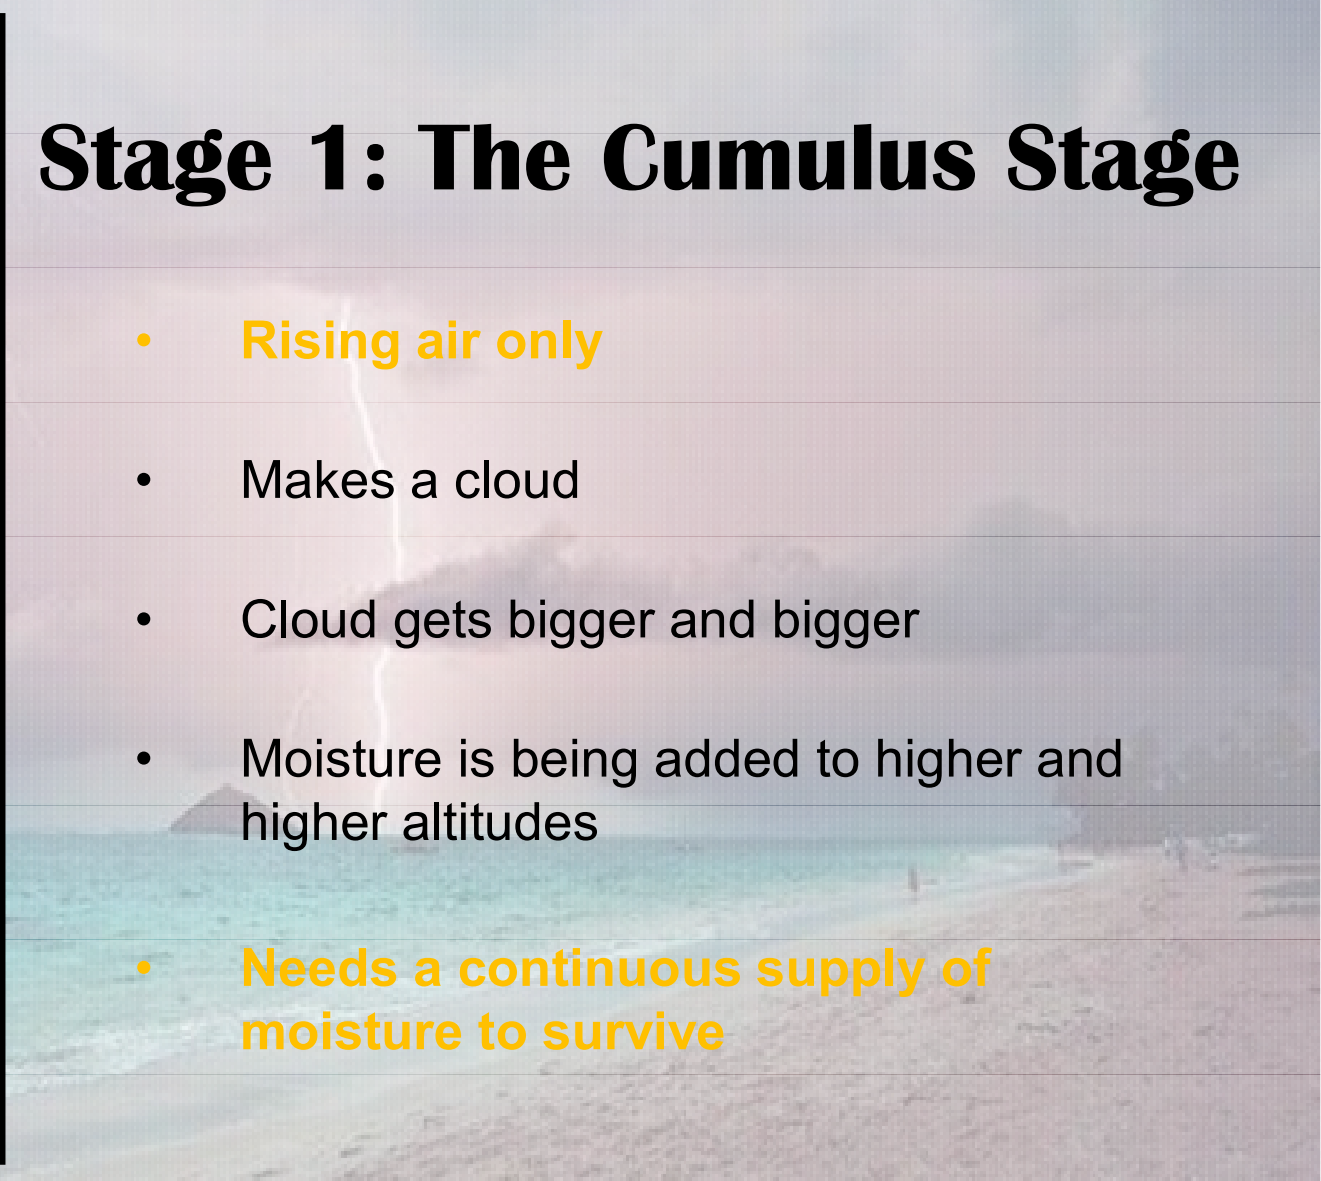 Stage 1: The Cumulus Stage
• Rising air only
• Makes a cloud
• Cloud gets bigger and bigger
• Moisture is being added to higher and
higher altitudes
• Needs a continuous supply of
moisture to survive